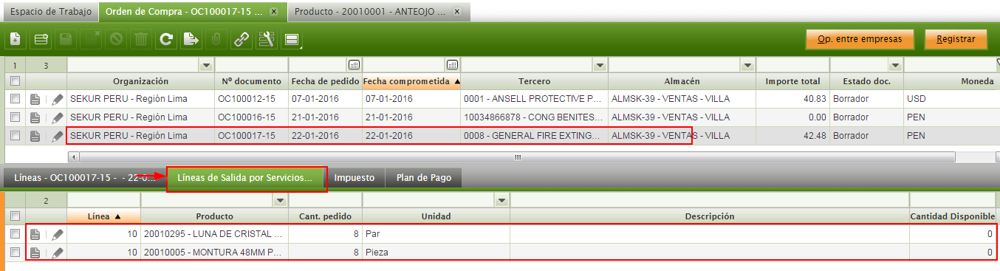 Espacio de Trabajo Orden de Compra - OC100017-15 ... Producto - 20010001 - ANTEOJO ...
Op. entre empresas Registrar
1 3
Organización Nº documento Fecha de pedido Fecha comprometida Tercero Almacén Importe total Estado doc. Moneda
SEKUR PERU - Región Lima OC100012-15 07-01-2016 07-01-2016 0001 - ANSELL PROTECTIVE P... ALMSK-39 - VENTAS - VILLA 40.83 Borrador USD
SEKUR PERU - Región Lima OC100016-15 21-01-2016 21-01-2016 10034866878 - CONG BENITES... ALMSK-39 - VENTAS - VILLA 0.00 Borrador PEN
SEKUR PERU - Región Lima OC100017-15 22-01-2016 22-01-2016 0008 - GENERAL FIRE EXTING... ALMSK-39 - VENTAS - VILLA 42.48 Borrador PEN
Líneas - OC100017-15 - - 22-0... Líneas de Salida por Servicios... Impuesto Plan de Pago
2
Línea Producto Cant. pedido Unidad Descripción Cantidad Disponible
10 20010295 - LUNA DE CRISTAL ... 8 Par 0
10 20010005 - MONTURA 48MM P... 8 Pieza 0